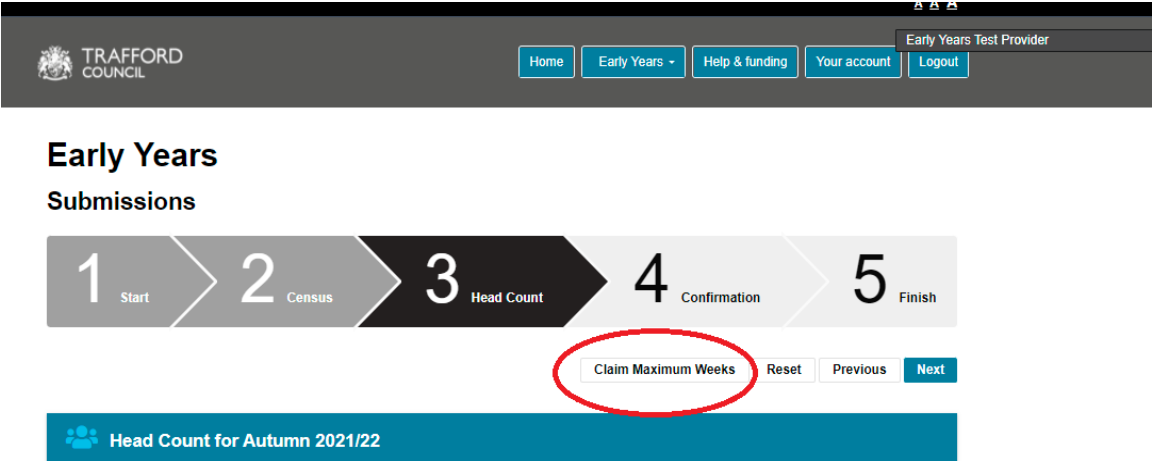 A A A
Early Years Test Provider
TRAFFORD
COUNCIL
Home Early Years Help & funding Your account Logout
Early Years
Submissions
1 Start 2 Census 3 Head Count 4 Confirmation 5 Finish
Claim Maximum Weeks Reset Previous Next
Head Count for Autumn 2021/22